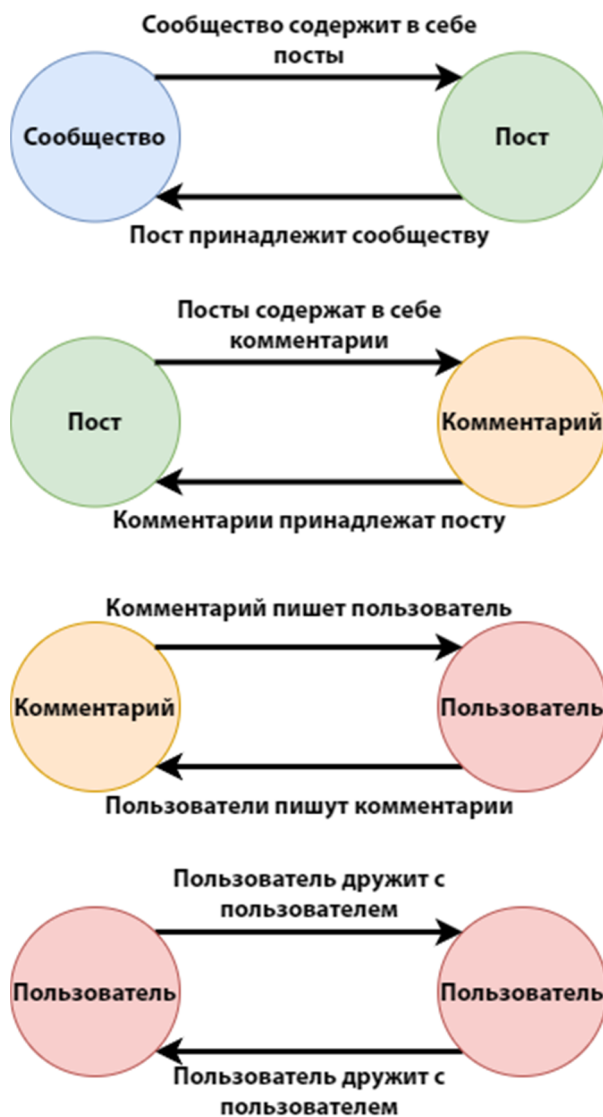 Сообщество содержит в себе
посты
Сообщество
Пост
Пост принадлежит сообществу
Посты содержат в себе
комментарии
Пост
Комментарий
Комментарии принадлежат посту
Комментарий пишет пользователь
Комментарий
Пользователь
Пользователи пишут комментарии
Пользователь дружит с
пользователем
Пользователь
Пользователь
Пользователь дружит с
пользователем